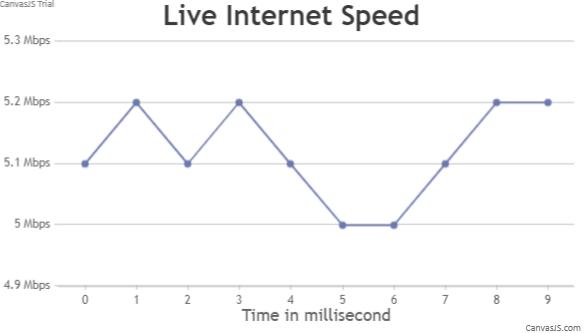 CanvasJS Trial
Live Internet Speed
5.3 Mbps
5.2 Mbps
5.1 Mbps
5 Mbps
4.9 Mbps
0 1 2 3 4 5 6 7 8 9
Time in millisecond
CanvasJS.com